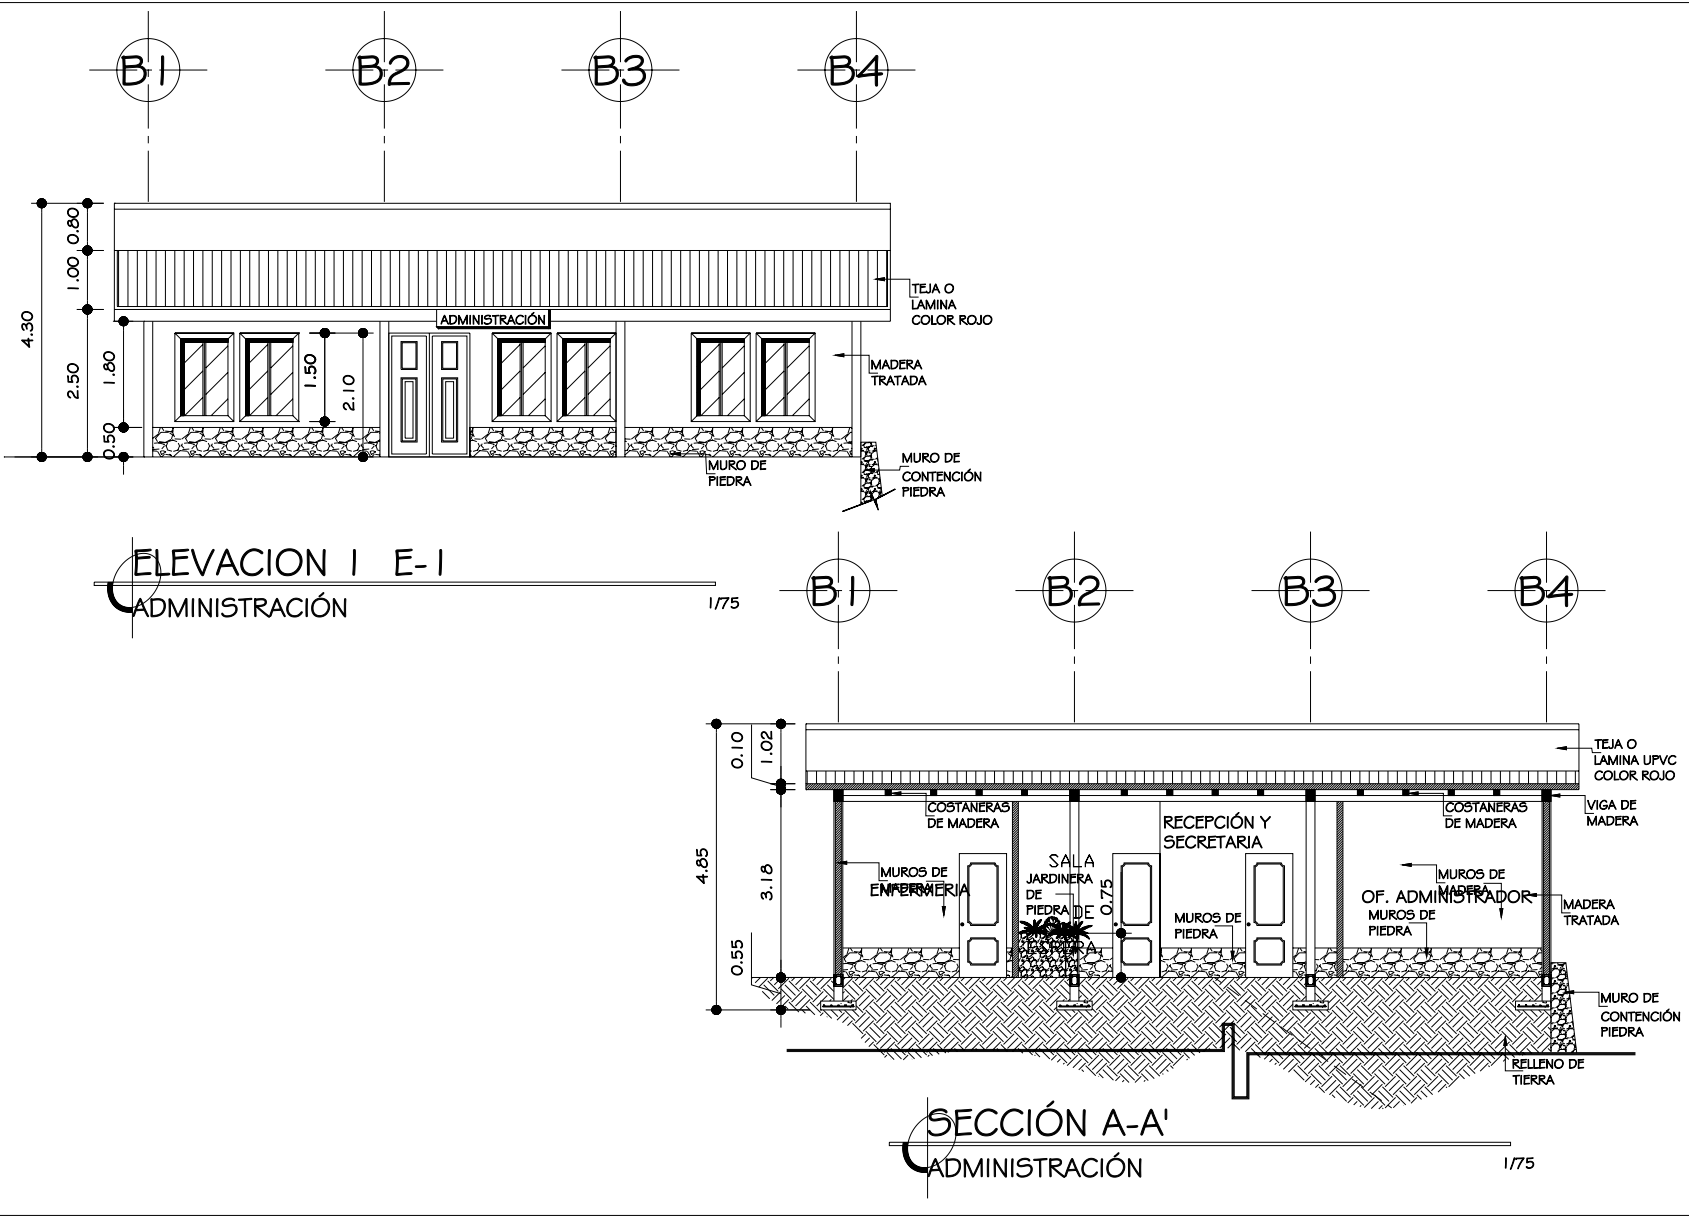 B1
B2
B3
B4
0.80
1.00
4.30
2.50
1.80
0.50
1.50
2.10
ADMINISTRACIÓN
TEJA O
LAMINA
COLOR ROJO
MADERA
TRATADA
MURO DE
PIEDRA
MURO DE
CONTENCIÓN
PIEDRA
ELEVACION 1 E-1
ADMINISTRACIÓN
1/75
B1
B2
B3
B4
0.10
1.02
4.85
3.18
0.55
TEJA O
LAMINA UPVC
COLOR ROJO
COSTANERAS
DE MADERA
COSTANERAS
DE MADERA
VIGA DE
MADERA
RECEPCIÓN Y
SECRETARIA
MUROS DE
MADERA
ENFERMERIA
SALA
JARDINERA
DE
PIEDRA
DE
0.75
MUROS DE
PIEDRA
MUROS DE
MADERA
OF. ADMINISTRADOR
MUROS DE
PIEDRA
MADERA
TRATADA
MURO DE
CONTENCIÓN
PIEDRA
RELLENO DE
TIERRA
SECCIÓN A-A'
ADMINISTRACIÓN
1/75